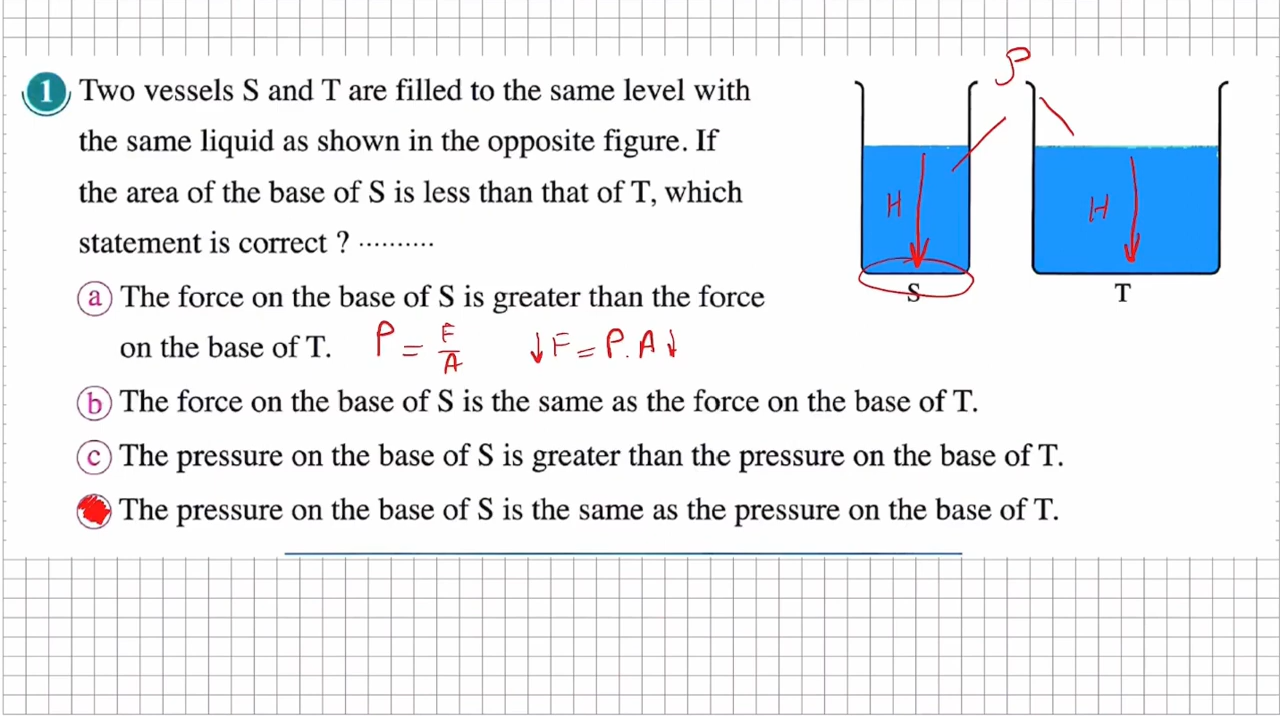 1 Two vessels S and T are filled to the same level with
the same liquid as shown in the opposite figure. If
the area of the base of S is less than that of T, which
statement is correct ? ··········
a The force on the base of S is greater than the force
on the base of T. P = F/A ↓F = P.A↓
b The force on the base of S is the same as the force on the base of T.
c The pressure on the base of S is greater than the pressure on the base of T.
The pressure on the base of S is the same as the pressure on the base of T.
ρ
H H
S T